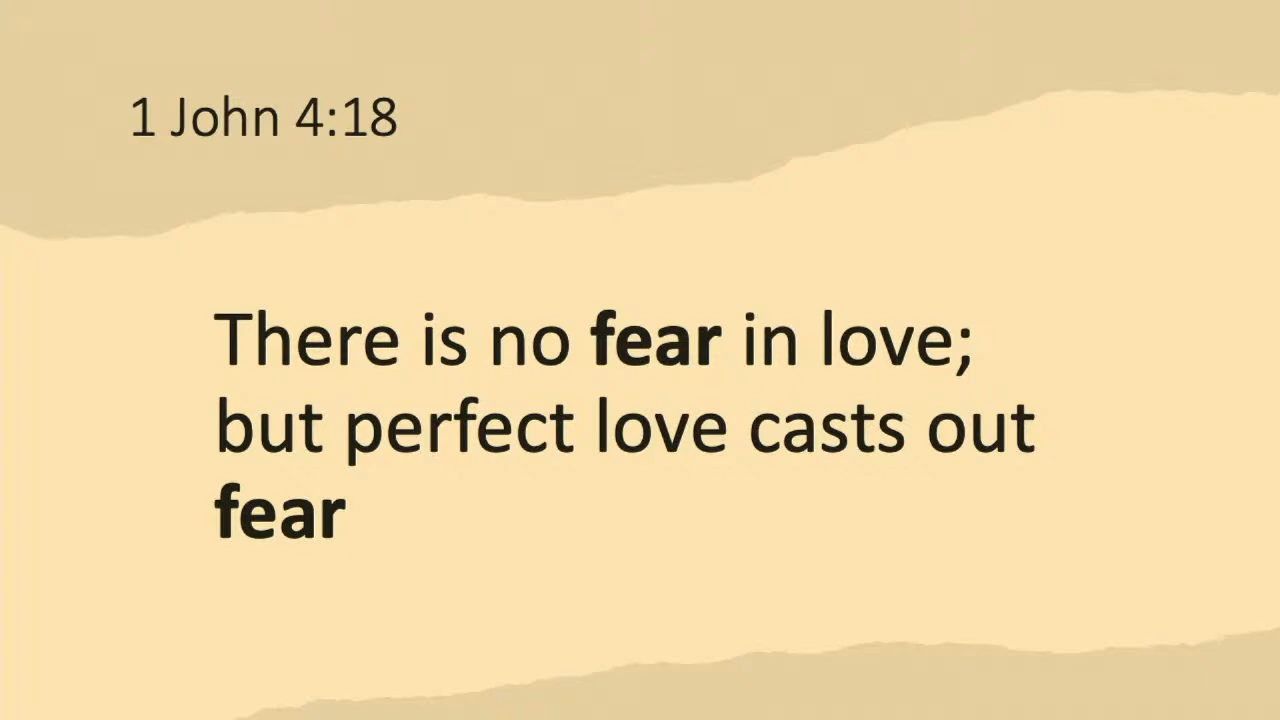 1 John 4:18
There is no fear in love;
but perfect love casts out
fear